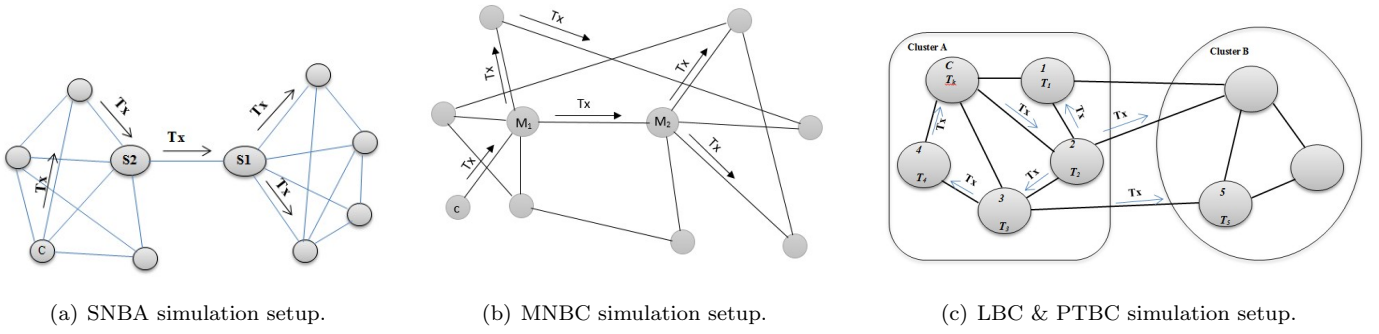 Tx
Tx
Tx
Tx
Tx
S2
S1
C
Tx
Tx
Tx
Tx
Tx
Tx
M1
M2
C
Cluster A
Cluster B
C
Tk
1
T1
Tx
Tx
Tx
Tx
4
T4
2
T2
Tx
Tx
3
T3
Tx
5
T5
(a) SNBA simulation setup.
(b) MNBC simulation setup.
(c) LBC & PTBC simulation setup.